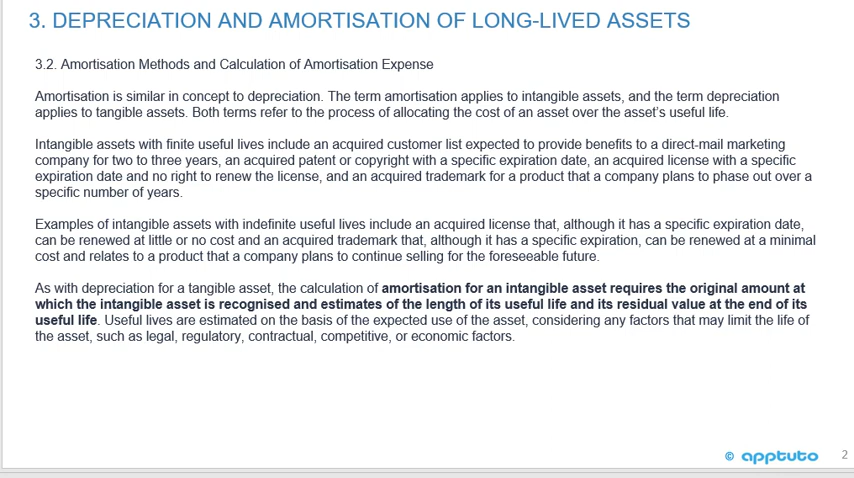 3. DEPRECIATION AND AMORTISATION OF LONG-LIVED ASSETS
3.2. Amortisation Methods and Calculation of Amortisation Expense
Amortisation is similar in concept to depreciation. The term amortisation applies to intangible assets, and the term depreciation
applies to tangible assets. Both terms refer to the process of allocating the cost of an asset over the asset's useful life.
Intangible assets with finite useful lives include an acquired customer list expected to provide benefits to a direct-mail marketing
company for two to three years, an acquired patent or copyright with a specific expiration date, an acquired license with a specific
expiration date and no right to renew the license, and an acquired trademark for a product that a company plans to phase out over a
specific number of years.
Examples of intangible assets with indefinite useful lives include an acquired license that, although it has a specific expiration date,
can be renewed at little or no cost and an acquired trademark that, although it has a specific expiration, can be renewed at a minimal
cost and relates to a product that a company plans to continue selling for the foreseeable future.
As with depreciation for a tangible asset, the calculation of amortisation for an intangible asset requires the original amount at
which the intangible asset is recognised and estimates of the length of its useful life and its residual value at the end of its
useful life. Useful lives are estimated on the basis of the expected use of the asset, considering any factors that may limit the life of
the asset, such as legal, regulatory, contractual, competitive, or economic factors.
© apptuto 2